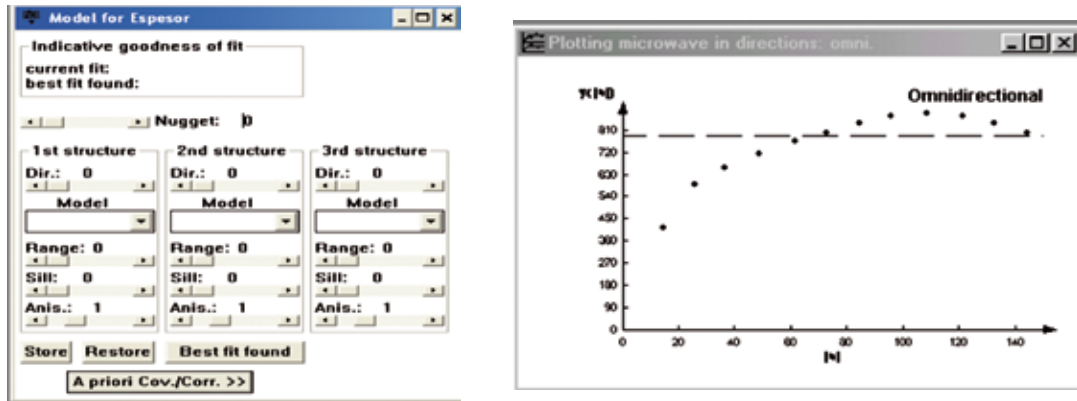 Model for Espesor
Indicative goodness of fit
current fit:
best fit found:
Nugget: 0
1st structure 2nd structure 3rd structure
Dir.: 0 Dir.: 0 Dir.: 0
Model Model Model
Range: 0 Range: 0 Range: 0
Sill: 0 Sill: 0 Sill: 0
Anis.: 1 Anis.: 1 Anis.: 1
Store Restore Best fit found
A priori Cov./Corr. >>
Plotting microwave in directions: omni.
Omnidirectional
810
720
630
540
450
360
270
180
90
0
0 20 40 60 80 100 120 140
|h|